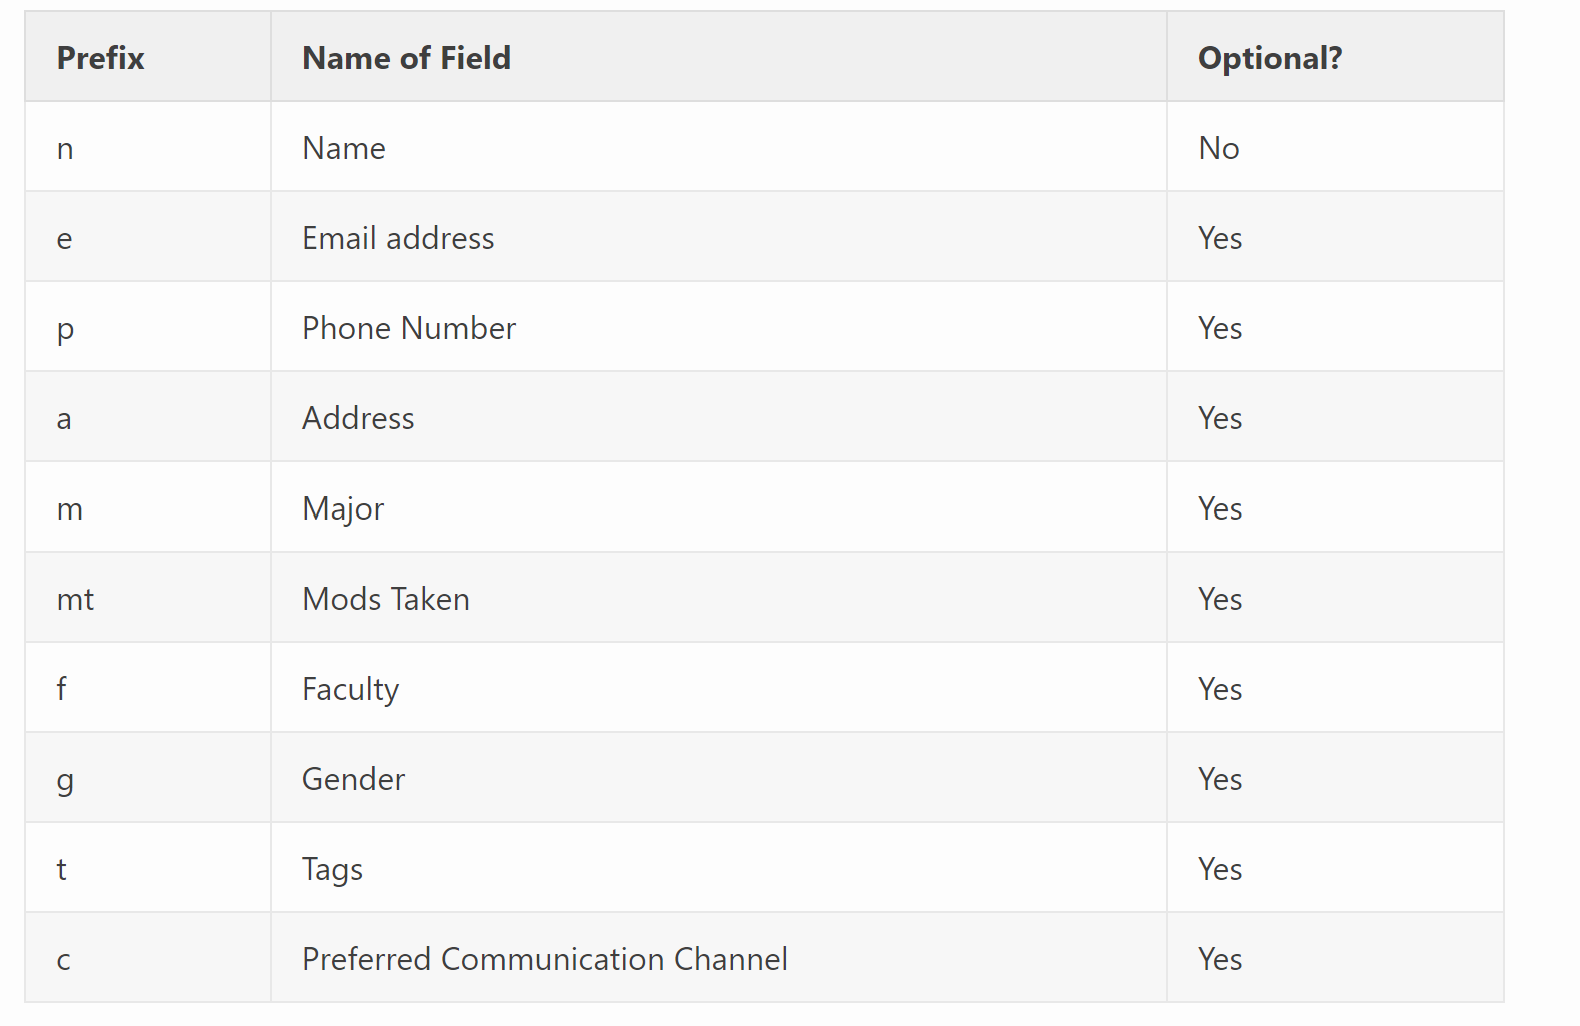 Prefix Name of Field Optional?
n Name No
e Email address Yes
p Phone Number Yes
a Address Yes
m Major Yes
mt Mods Taken Yes
f Faculty Yes
g Gender Yes
t Tags Yes
c Preferred Communication Channel Yes